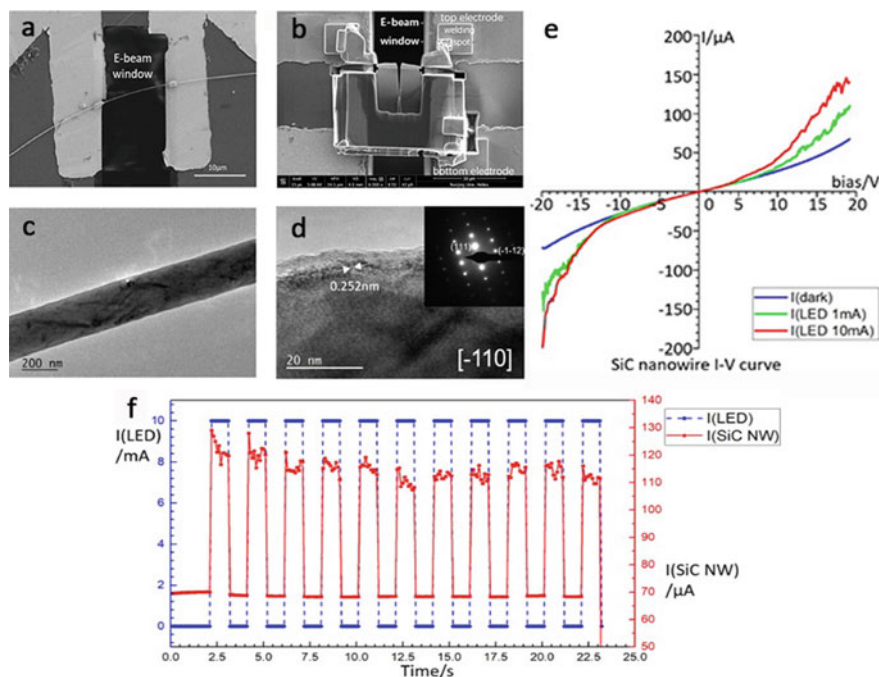 a
E-beam
window
10μm
b
E-beam
window
top electrode
welding
spot
bottom electrode
c
200 nm
d
0.252nm
(111)
(-1-12)
20 nm
[-110]
e
I/μA
200
150
100
50
bias/V
-20 -15 -10 -5 0 5 10 15 20
-50
-100
-150
-200
I(dark)
I(LED 1mA)
I(LED 10mA)
SiC nanowire I-V curve
f
I(LED)
/mA
10
8
6
4
2
0
140
130
120
110
100
90
80
70
60
50
I(LED)
I(SiC NW)
I(SiC NW)
/μA
0.0 2.5 5.0 7.5 10.0 12.5 15.0 17.5 20.0 22.5 25.0
Time/s